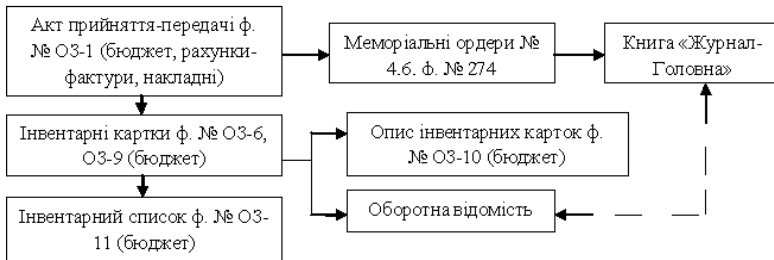 Акт прийняття-передачі ф.
№ ОЗ-1 (бюджет, рахунки-
фактури, накладні)
Меморіальні ордери №
4.6. ф. № 274
Книга «Журнал-
Головна»
Інвентарні картки ф. № ОЗ-6,
ОЗ-9 (бюджет)
Опис інвентарних карток ф.
№ ОЗ-10 (бюджет)
Інвентарний список ф. № ОЗ-
11 (бюджет)
Оборотна відомість